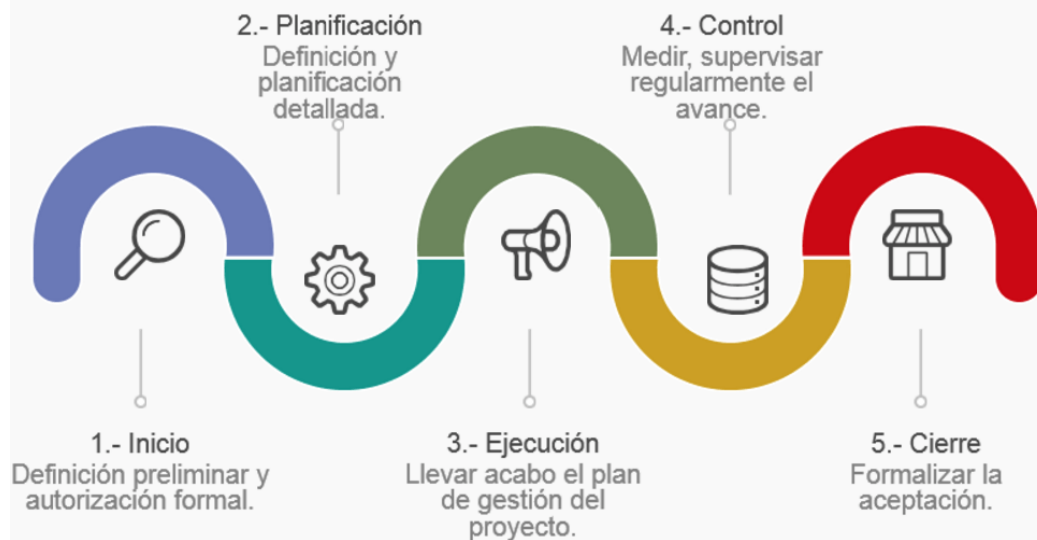 1.- Inicio
Definición preliminar y
autorización formal.
2.- Planificación
Definición y
planificación
detallada.
3.- Ejecución
Llevar acabo el plan
de gestión del
proyecto.
4.- Control
Medir, supervisar
regularmente el
avance.
5.- Cierre
Formalizar la
aceptación.